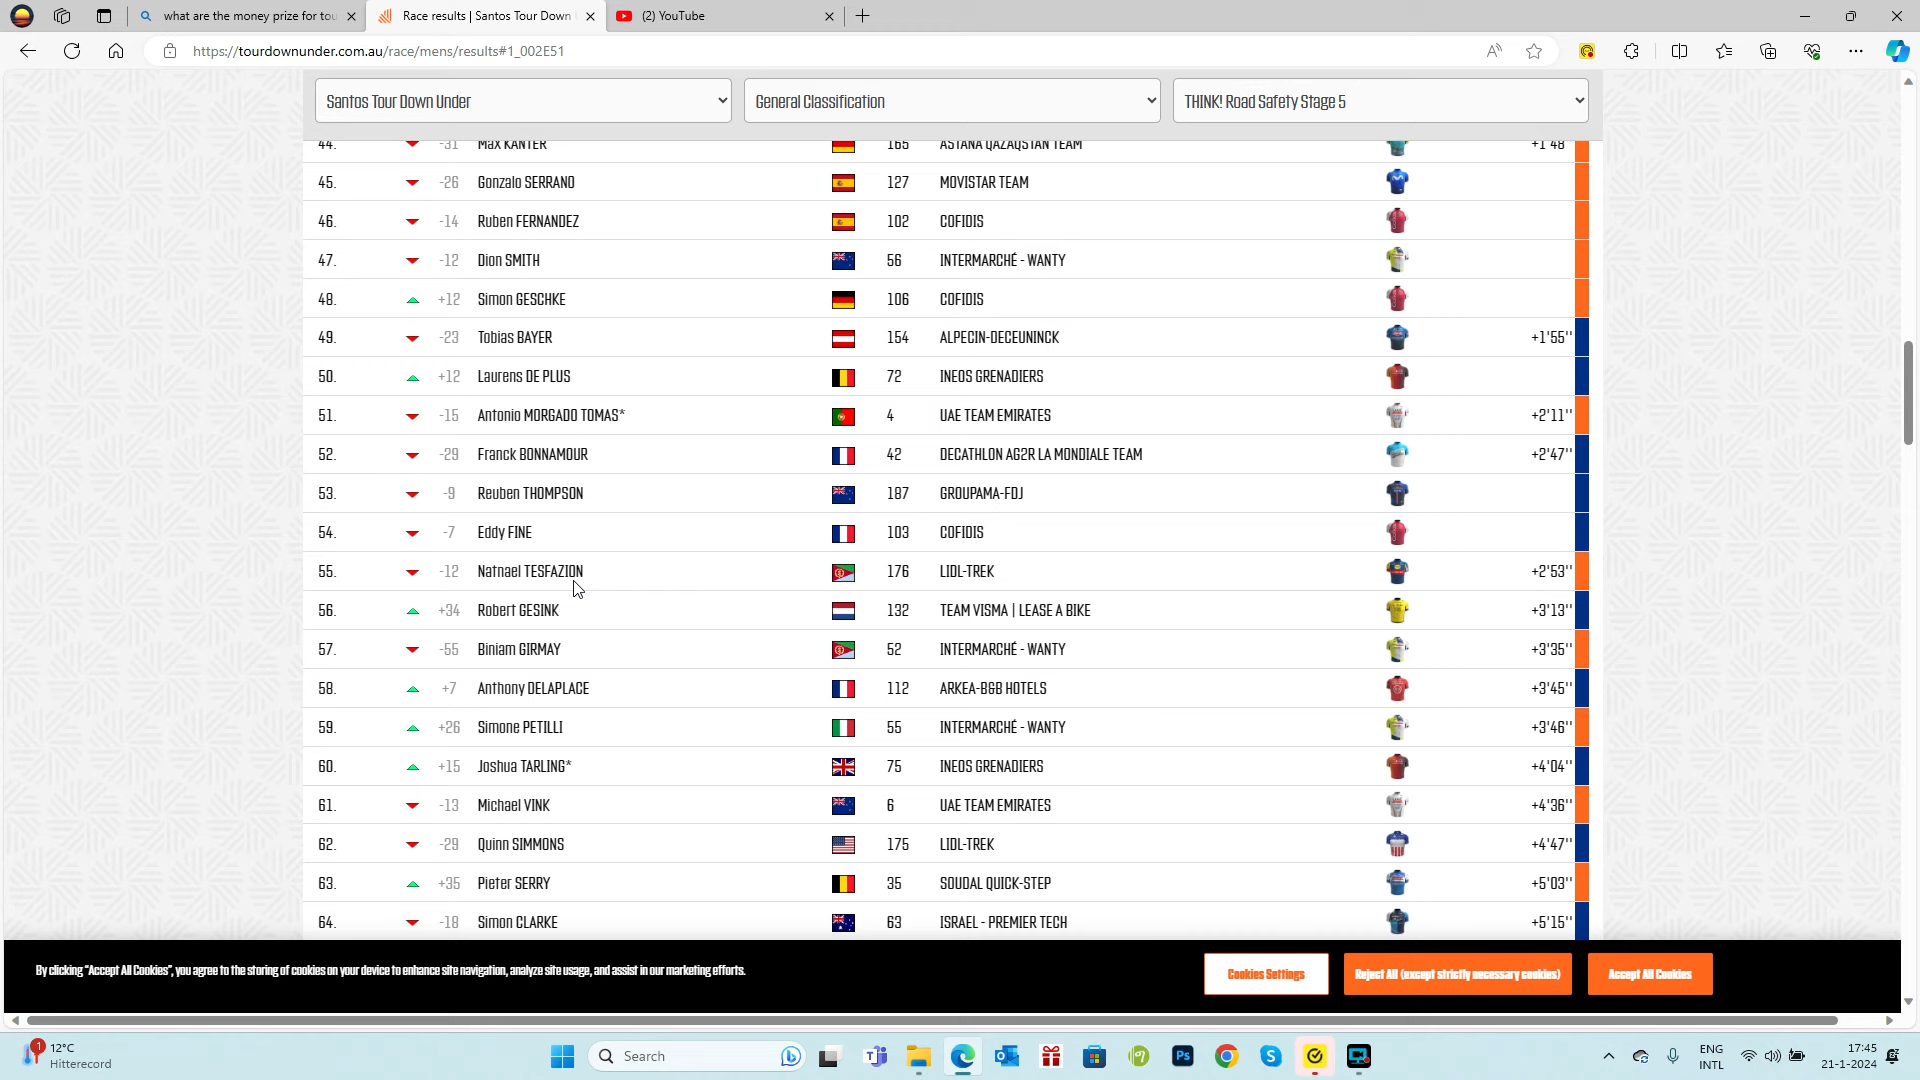 what are the money prize for tou
Race results | Santos Tour Down
(2) YouTube
https://tourdownunder.com.au/race/mens/results#1_002E51
Santos Tour Down Under
General Classification
THINK! Road Safety Stage 5
44. -31 Max KANTER 165 ASTANA QAZAQSTAN TEAM +1'48''
45. -26 Gonzalo SERRANO 127 MOVISTAR TEAM
46. -14 Ruben FERNANDEZ 102 COFIDIS
47. -12 Dion SMITH 56 INTERMARCHÉ - WANTY
48. +12 Simon GESCHKE 106 COFIDIS
49. -23 Tobias BAYER 154 ALPECIN-DECEUNINCK +1'55''
50. +12 Laurens DE PLUS 72 INEOS GRENADIERS
51. -15 Antonio MORGADO TOMAS* 4 UAE TEAM EMIRATES +2'11''
52. -29 Franck BONNAMOUR 42 DECATHLON AG2R LA MONDIALE TEAM +2'47''
53. -9 Reuben THOMPSON 187 GROUPAMA-FDJ
54. -7 Eddy FINE 103 COFIDIS
55. -12 Natnael TESFAZION 176 LIDL-TREK +2'53''
56. +34 Robert GESINK 132 TEAM VISMA | LEASE A BIKE +3'13''
57. -55 Biniam GIRMAY 52 INTERMARCHÉ - WANTY +3'35''
58. +7 Anthony DELAPLACE 112 ARKEA-B&B HOTELS +3'45''
59. +26 Simone PETILLI 55 INTERMARCHÉ - WANTY +3'46''
60. +15 Joshua TARLING* 75 INEOS GRENADIERS +4'04''
61. -13 Michael VINK 6 UAE TEAM EMIRATES +4'36''
62. -29 Quinn SIMMONS 175 LIDL-TREK +4'47''
63. +35 Pieter SERRY 35 SOUDAL QUICK-STEP +5'03''
64. -18 Simon CLARKE 63 ISRAEL - PREMIER TECH +5'15''
By clicking “Accept All Cookies”, you agree to the storing of cookies on your device to enhance site navigation, analyze site usage, and assist in our marketing efforts.
Cookies Settings
Reject All (except strictly necessary cookies)
Accept All Cookies
1
12°C
Hitterecord
Search
Ps
ENG
INTL
17:45
21-1-2024